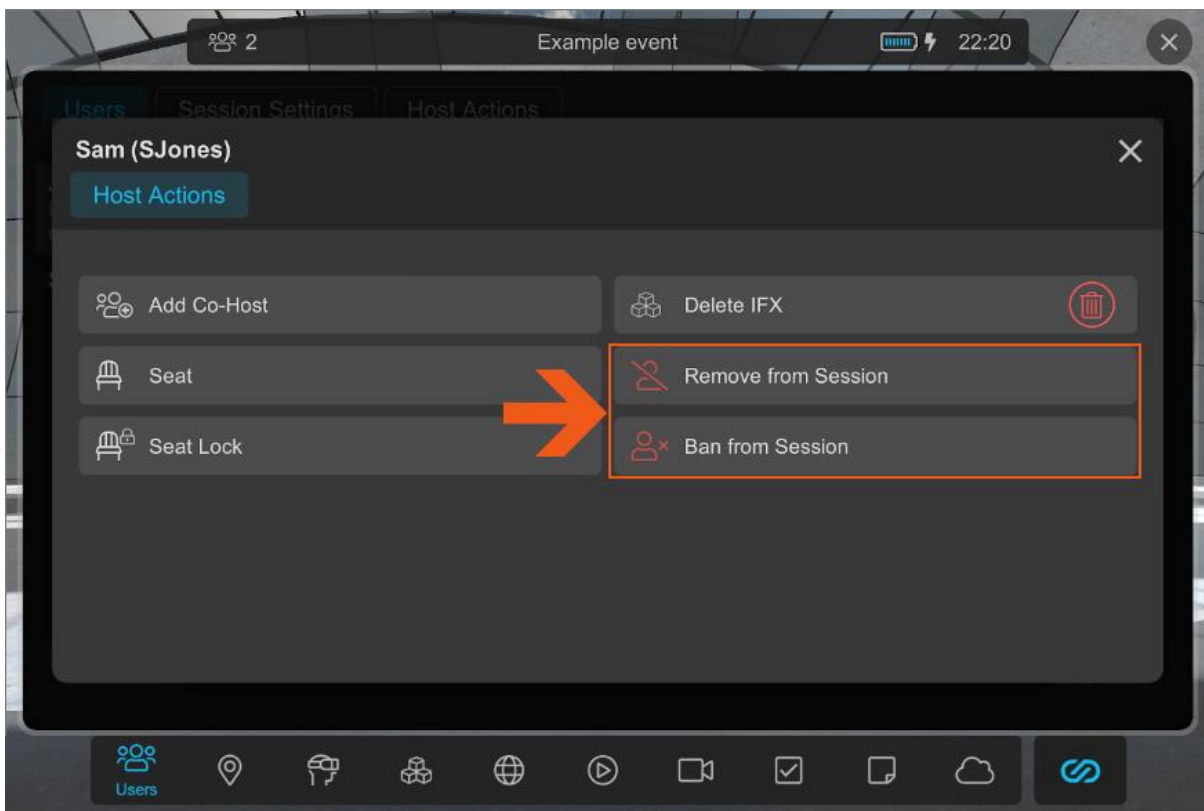 2 Example event 22:20
Users Session Settings Host Actions
Sam (SJones)
Host Actions
Add Co-Host
Delete IFX
Seat
Remove from Session
Seat Lock
Ban from Session
Users